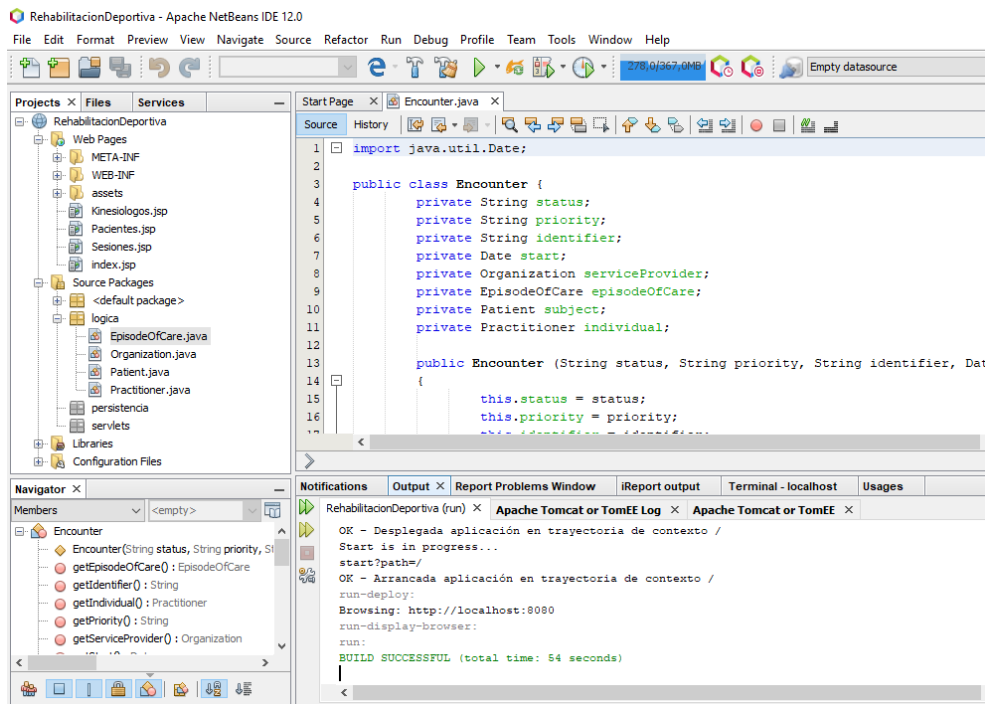 RehabilitacionDeportiva - Apache NetBeans IDE 12.0
File Edit Format Preview View Navigate Source Refactor Run Debug Profile Team Tools Window Help
278,0/367,0MB Empty datasource
Projects Files Services
RehabilitacionDeportiva
Web Pages
META-INF
WEB-INF
assets
Kinesiologos.jsp
Pacientes.jsp
Sesiones.jsp
index.jsp
Source Packages
<default package>
logica
EpisodeOfCare.java
Organization.java
Patient.java
Practitioner.java
persistencia
servlets
Libraries
Configuration Files
Start Page Encounter.java
Source History
1 import java.util.Date;
2
3 public class Encounter {
4 private String status;
5 private String priority;
6 private String identifier;
7 private Date start;
8 private Organization serviceProvider;
9 private EpisodeOfCare episodeOfCare;
10 private Patient subject;
11 private Practitioner individual;
12
13 public Encounter (String status, String priority, String identifier, Dat
14 {
15 this.status = status;
16 this.priority = priority;
17 this.identifier = identifier;
Navigator
Members <empty>
Encounter
Encounter(String status, String priority, St
getEpisodeOfCare() : EpisodeOfCare
getIdentifier() : String
getIndividual() : Practitioner
getPriority() : String
getServiceProvider() : Organization
Notifications Output Report Problems Window iReport output Terminal - localhost Usages
RehabilitacionDeportiva (run) Apache Tomcat or TomEE Log Apache Tomcat or TomEE
OK - Desplegada aplicación en trayectoria de contexto /
Start is in progress...
start?path=/
OK - Arrancada aplicación en trayectoria de contexto /
run-deploy:
Browsing: http://localhost:8080
run-display-browser:
run:
BUILD SUCCESSFUL (total time: 54 seconds)